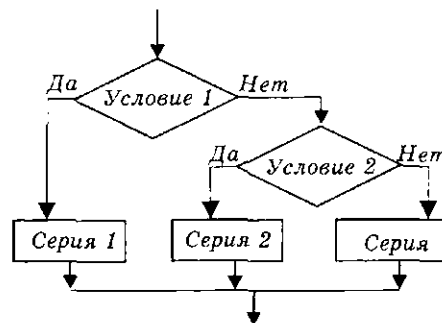 Да Условие 1 Нет
Да Условие 2 Нет
Серия 1 Серия 2 Серия